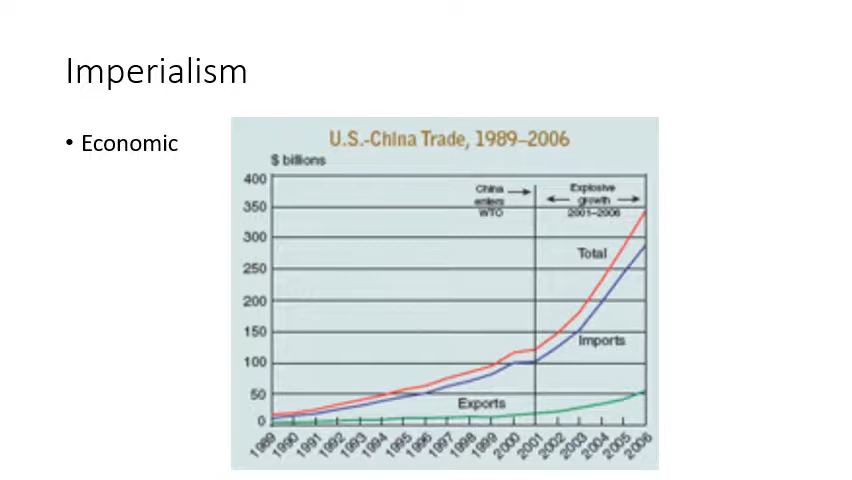 Imperialism
• Economic
U.S.-China Trade, 1989–2006
$ billions
400
350
300
250
200
150
100
50
0
China
enters
WTO
Explosive
growth
2001–2006
Total
Imports
Exports
1989
1990
1991
1992
1993
1994
1995
1996
1997
1998
1999
2000
2001
2002
2003
2004
2005
2006